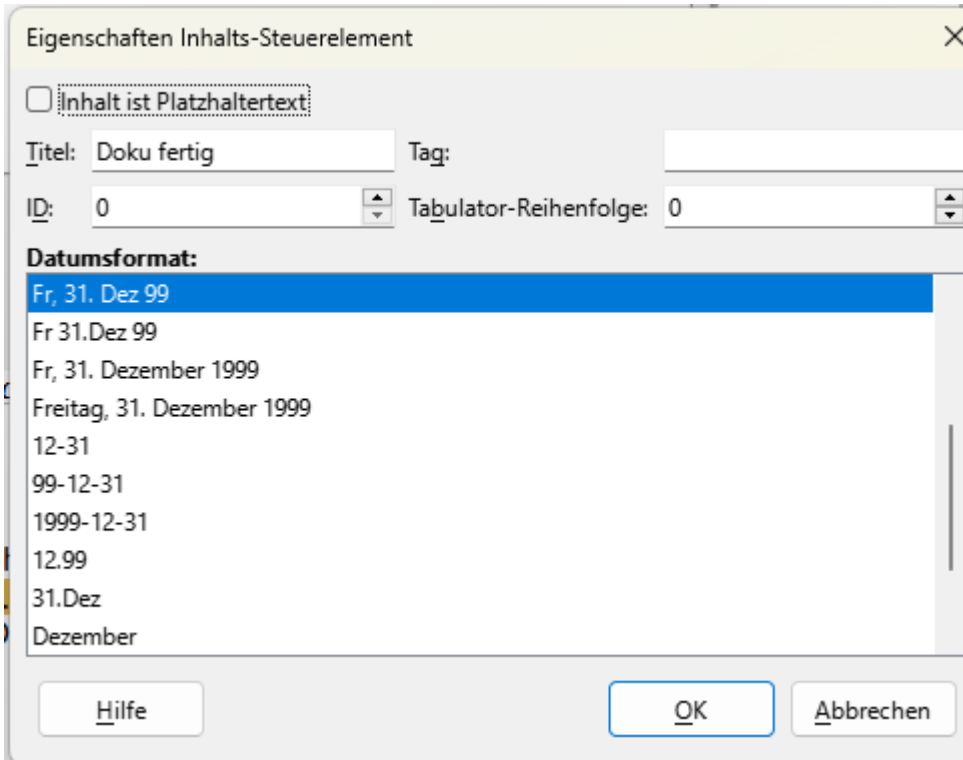 Eigenschaften Inhalts-Steuerelement
Inhalt ist Platzhaltertext
Titel: Doku fertig Tag:
ID: 0 Tabulator-Reihenfolge: 0
Datumsformat:
Fr, 31. Dez 99
Fr 31.Dez 99
Fr, 31. Dezember 1999
Freitag, 31. Dezember 1999
12-31
99-12-31
1999-12-31
12.99
31.Dez
Dezember
Hilfe OK Abbrechen